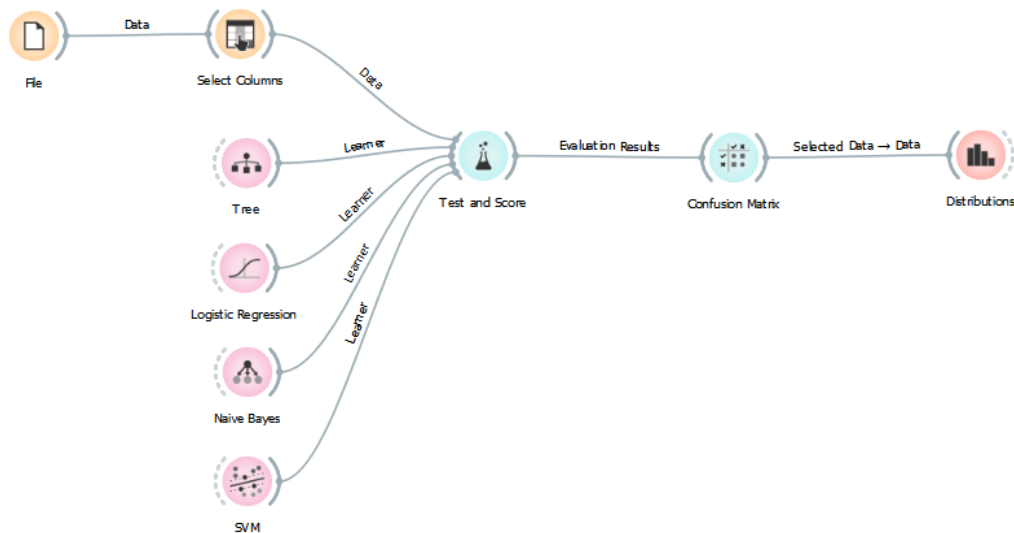 Data
File
Select Columns
Data
Learner
Tree
Learner
Logistic Regression
Learner
Naive Bayes
Learner
SVM
Test and Score
Evaluation Results
Confusion Matrix
Selected Data → Data
Distributions